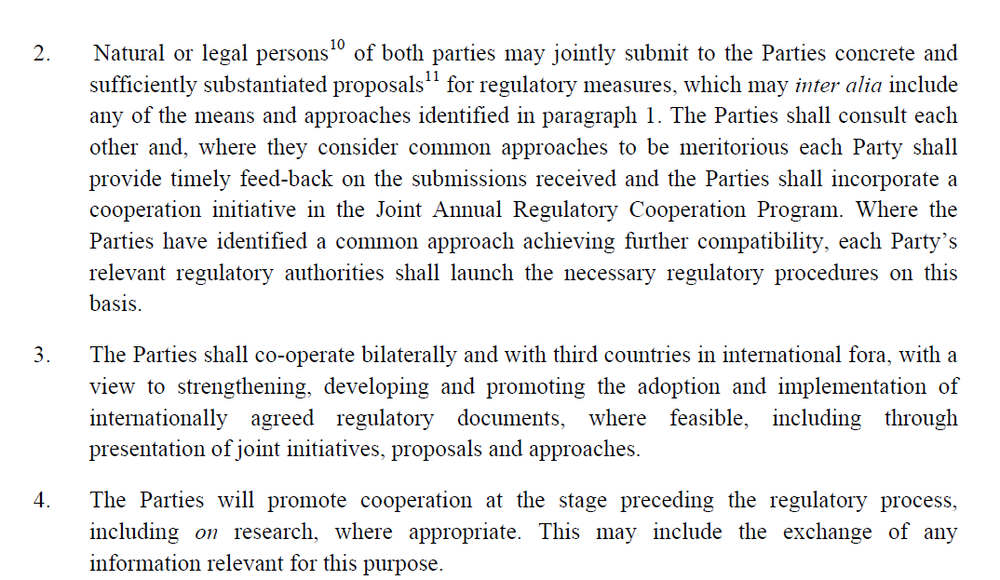 2. Natural or legal persons10 of both parties may jointly submit to the Parties concrete and
sufficiently substantiated proposals11 for regulatory measures, which may inter alia include
any of the means and approaches identified in paragraph 1. The Parties shall consult each
other and, where they consider common approaches to be meritorious each Party shall
provide timely feed-back on the submissions received and the Parties shall incorporate a
cooperation initiative in the Joint Annual Regulatory Cooperation Program. Where the
Parties have identified a common approach achieving further compatibility, each Party’s
relevant regulatory authorities shall launch the necessary regulatory procedures on this
basis.
3. The Parties shall co-operate bilaterally and with third countries in international fora, with a
view to strengthening, developing and promoting the adoption and implementation of
internationally agreed regulatory documents, where feasible, including through
presentation of joint initiatives, proposals and approaches.
4. The Parties will promote cooperation at the stage preceding the regulatory process,
including on research, where appropriate. This may include the exchange of any
information relevant for this purpose.